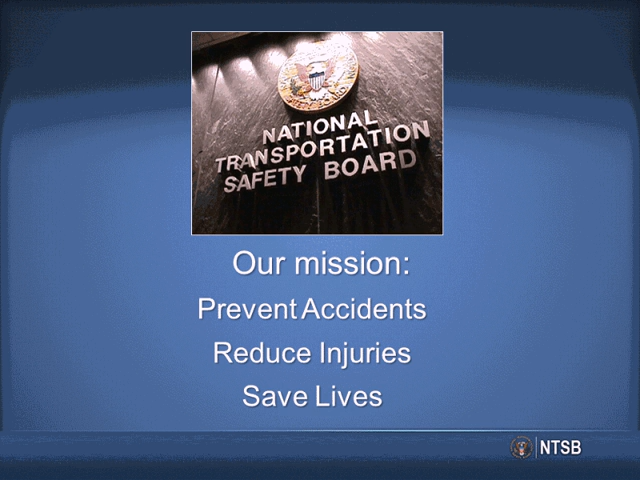 NATIONAL
TRANSPORTATION
SAFETY BOARD
Our mission:
Prevent Accidents
Reduce Injuries
Save Lives
NTSB